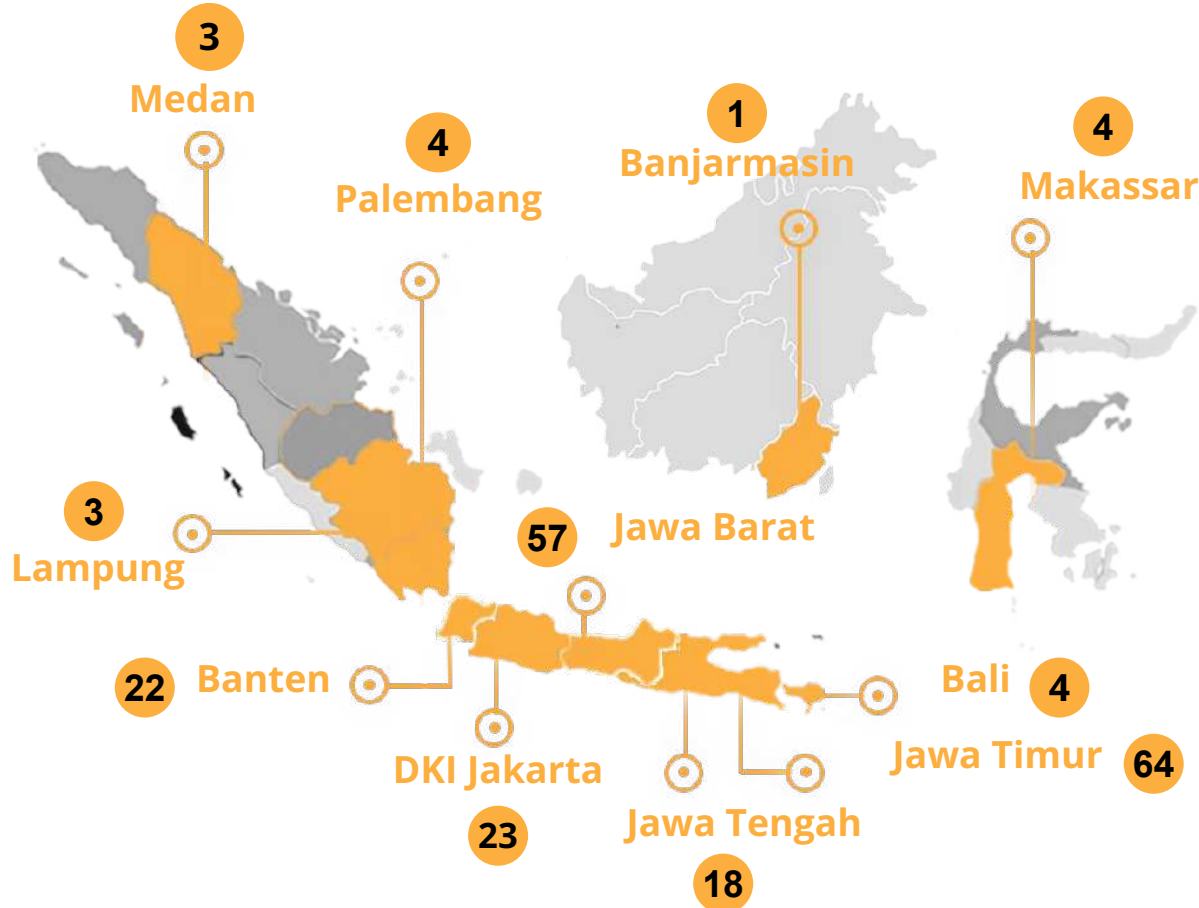 3
Medan
4
Palembang
1
Banjarmasin
4
Makassar
3
Lampung
57
Jawa Barat
22
Banten
Bali
4
DKI Jakarta
23
Jawa Timur
64
Jawa Tengah
18